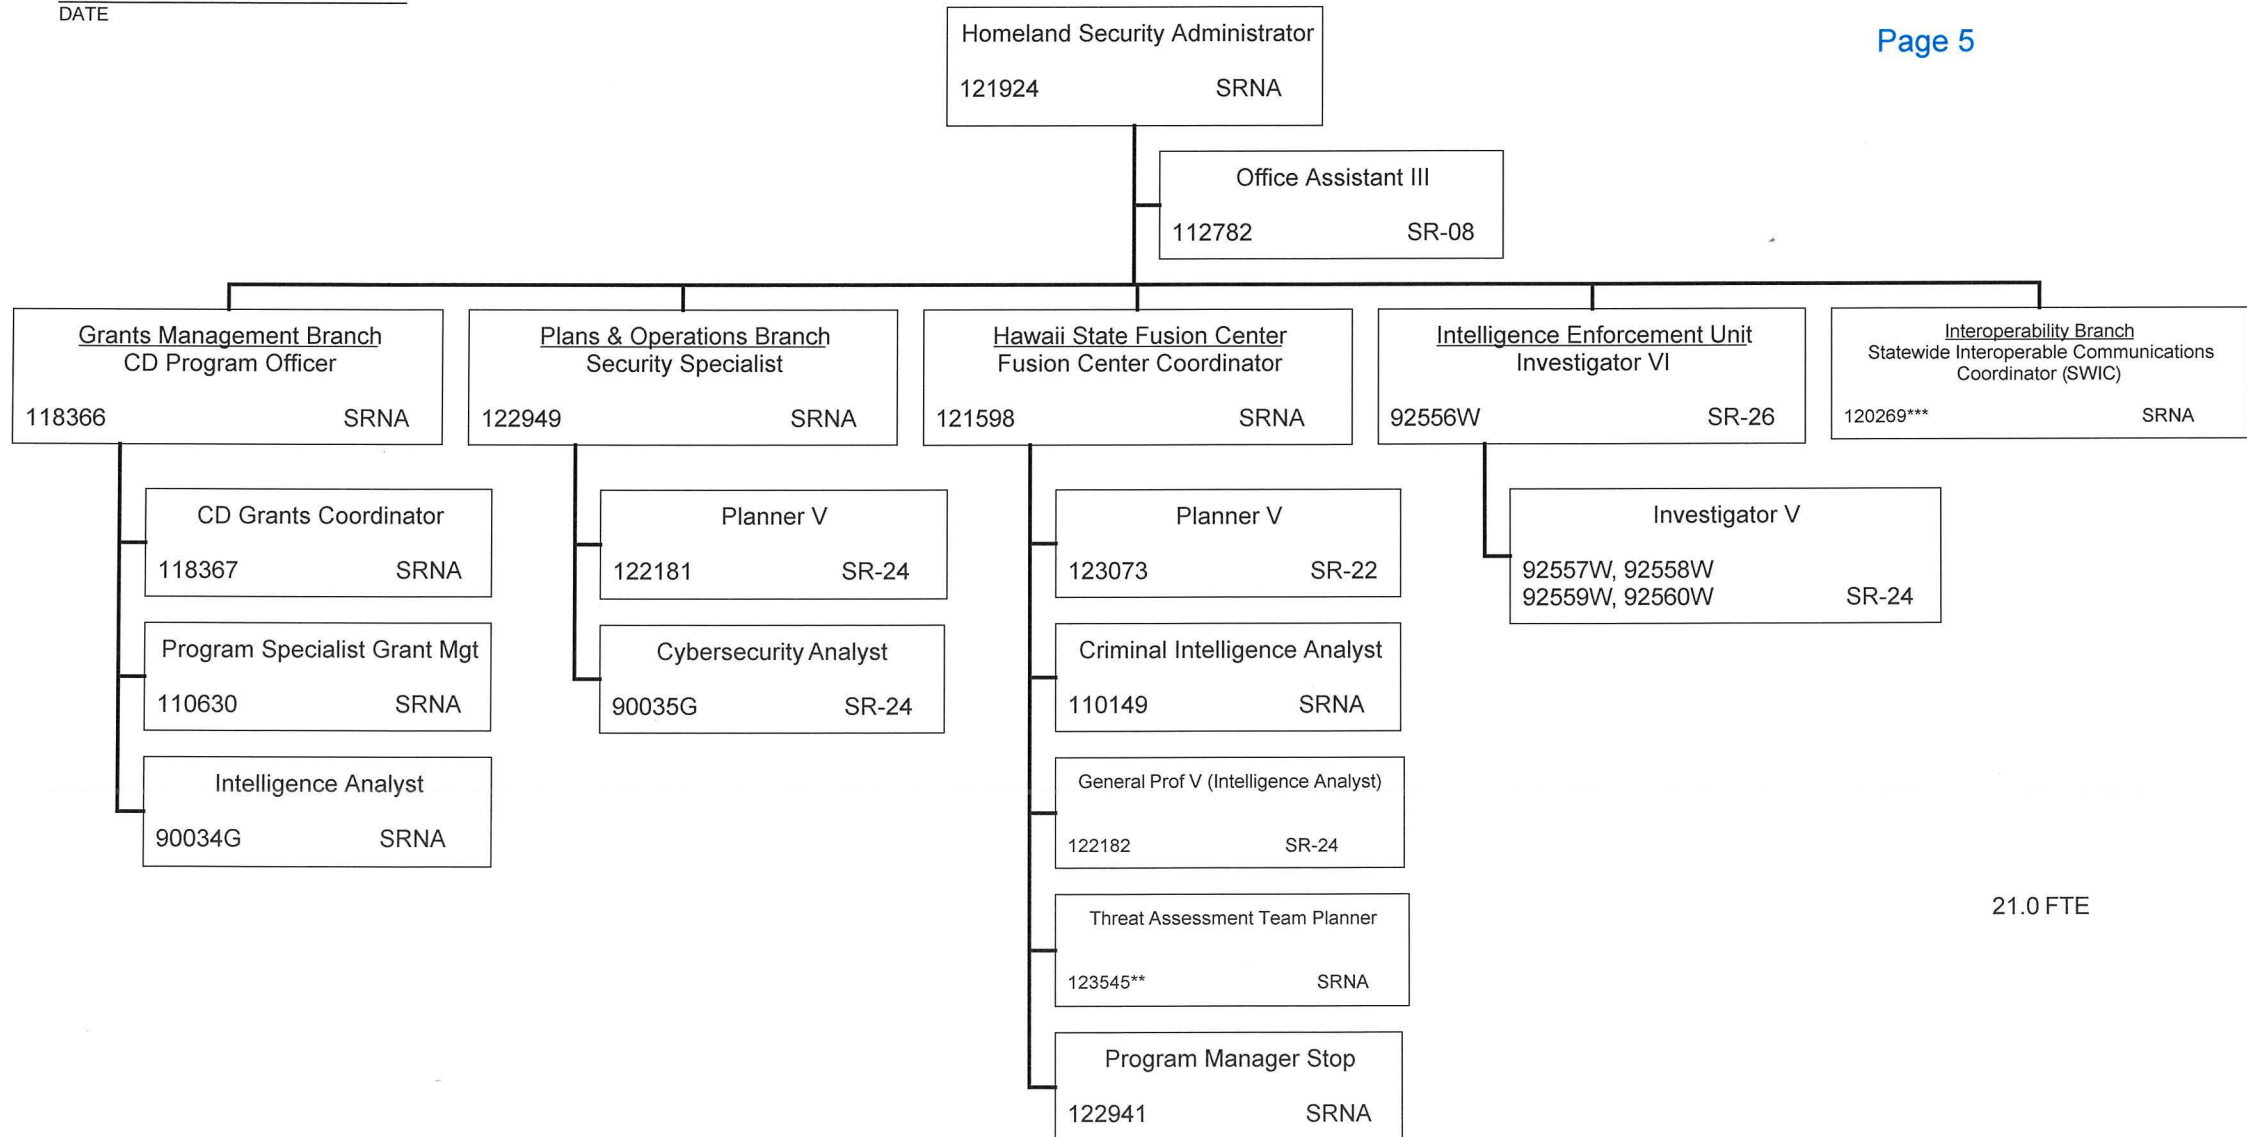 DATE
Page 5
Homeland Security Administrator
121924 SRNA
Office Assistant III
112782 SR-08
Grants Management Branch
CD Program Officer
118366 SRNA
CD Grants Coordinator
118367 SRNA
Program Specialist Grant Mgt
110630 SRNA
Intelligence Analyst
90034G SRNA
Plans & Operations Branch
Security Specialist
122949 SRNA
Planner V
122181 SR-24
Cybersecurity Analyst
90035G SR-24
Hawaii State Fusion Center
Fusion Center Coordinator
121598 SRNA
Planner V
123073 SR-22
Criminal Intelligence Analyst
110149 SRNA
General Prof V (Intelligence Analyst)
122182 SR-24
Threat Assessment Team Planner
123545** SRNA
Program Manager Stop
122941 SRNA
Intelligence Enforcement Unit
Investigator VI
92556W SR-26
Investigator V
92557W, 92558W
92559W, 92560W SR-24
Interoperability Branch
Statewide Interoperable Communications
Coordinator (SWIC)
120269*** SRNA
21.0 FTE